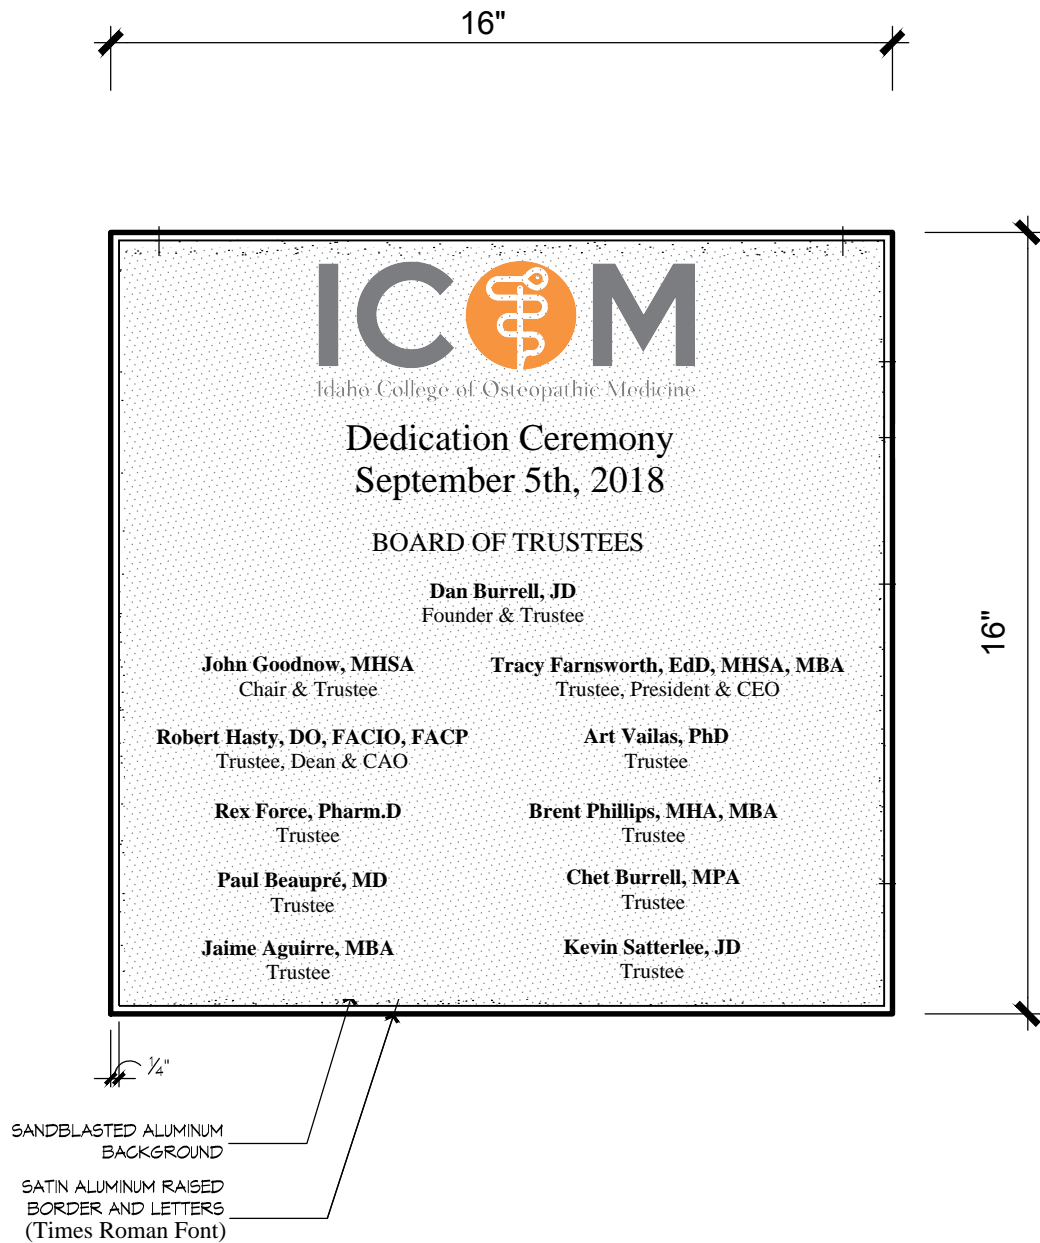 16"
ICOM
Idaho College of Osteopathic Medicine
Dedication Ceremony
September 5th, 2018
BOARD OF TRUSTEES
Dan Burrell, JD
Founder & Trustee
John Goodnow, MHSA
Chair & Trustee
Tracy Farnsworth, EdD, MHSA, MBA
Trustee, President & CEO
Robert Hasty, DO, FACIO, FACP
Trustee, Dean & CAO
Art Vailas, PhD
Trustee
Rex Force, Pharm.D
Trustee
Brent Phillips, MHA, MBA
Trustee
Paul Beaupré, MD
Trustee
Chet Burrell, MPA
Trustee
Jaime Aguirre, MBA
Trustee
Kevin Satterlee, JD
Trustee
16"
¼"
SANDBLASTED ALUMINUM
BACKGROUND
SATIN ALUMINUM RAISED
BORDER AND LETTERS
(Times Roman Font)